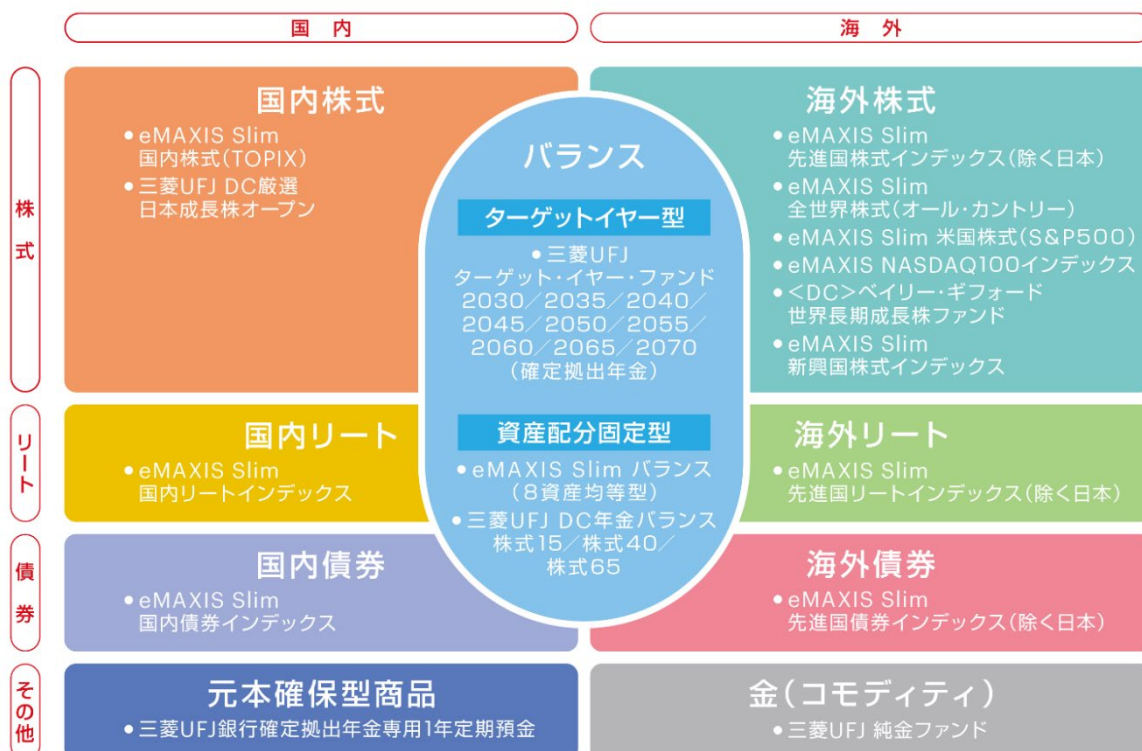 国内
海外
株式
国内株式
• eMAXIS Slim
国内株式(TOPIX)
• 三菱UFJ DC厳選
日本成長株オープン
バランス
ターゲットイヤー型
• 三菱UFJ
ターゲット・イヤー・ファンド
2030／2035／2040／
2045／2050／2055／
2060／2065／2070
(確定拠出年金)
資産配分固定型
• eMAXIS Slim バランス
(8資産均等型)
• 三菱UFJ DC年金バランス
株式15／株式40／
株式65
海外株式
• eMAXIS Slim
先進国株式インデックス(除く日本)
• eMAXIS Slim
全世界株式(オール・カントリー)
• eMAXIS Slim 米国株式(S&P500)
• eMAXIS NASDAQ100インデックス
• <DC>ベイリー・ギフォード
世界長期成長株ファンド
• eMAXIS Slim
新興国株式インデックス
リート
国内リート
• eMAXIS Slim
国内リートインデックス
海外リート
• eMAXIS Slim
先進国リートインデックス(除く日本)
債券
国内債券
• eMAXIS Slim
国内債券インデックス
海外債券
• eMAXIS Slim
先進国債券インデックス(除く日本)
その他
元本確保型商品
• 三菱UFJ銀行確定拠出年金専用1年定期預金
金(コモディティ)
• 三菱UFJ 純金ファンド